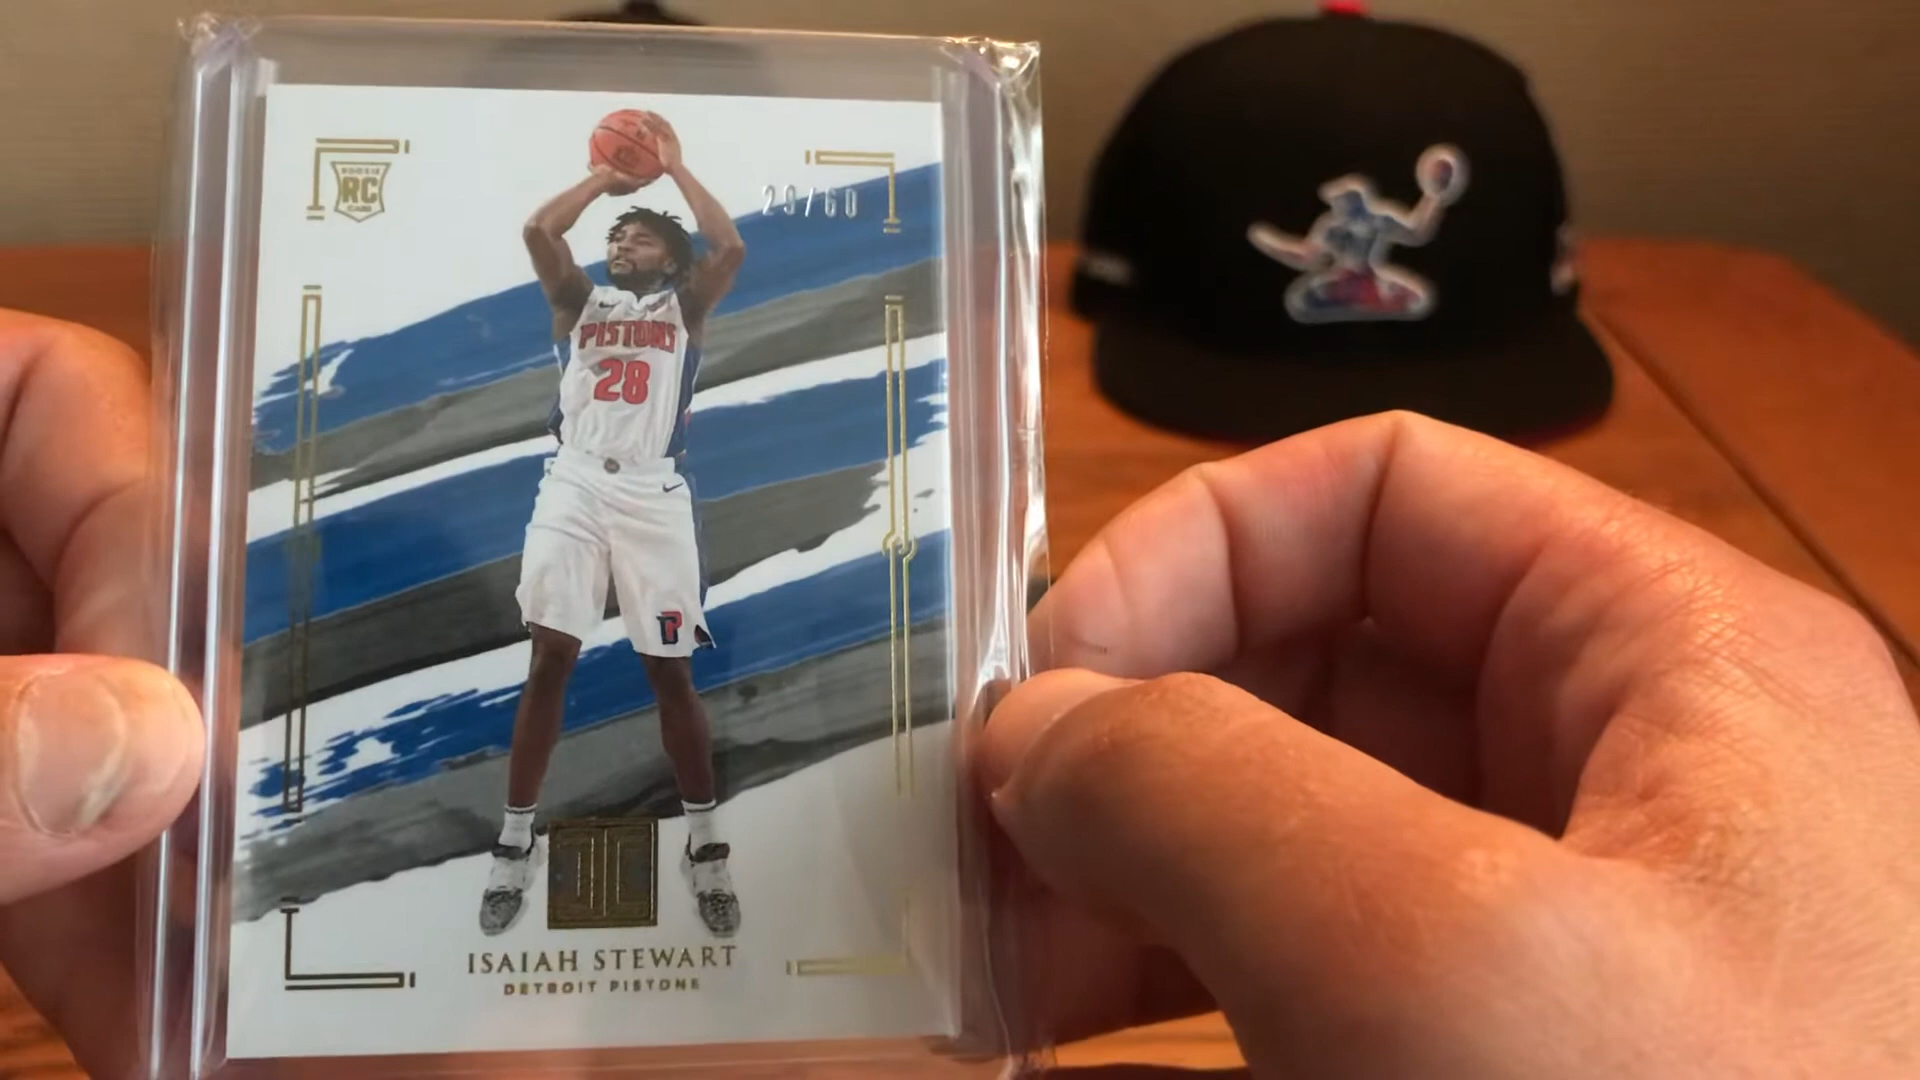 ROOKIE
RC
CARD
29/60
PISTONS
28
ISAIAH STEWART
DETROIT PISTONS